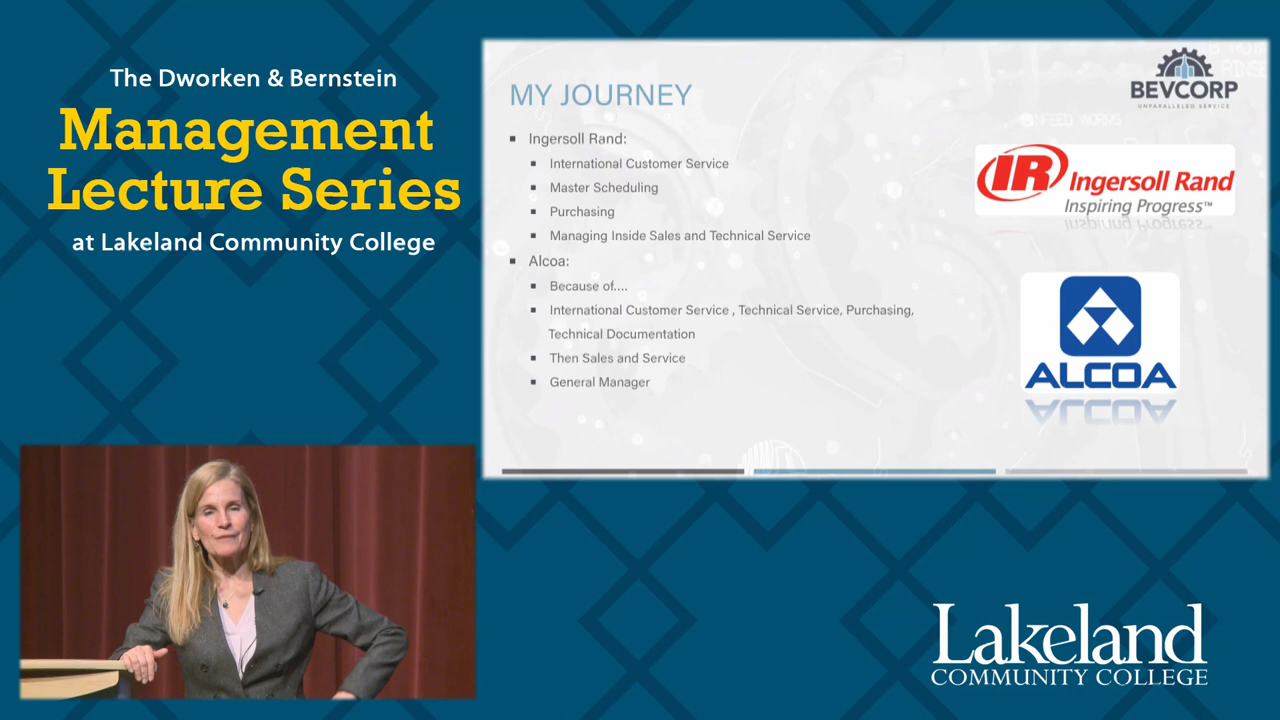 The Dworken & Bernstein
Management
Lecture Series
at Lakeland Community College
BEVCORP
UNPARALLELED SERVICE
MY JOURNEY
INFEED WORMS
▪ Ingersoll Rand:
▪ International Customer Service
▪ Master Scheduling
▪ Purchasing
▪ Managing Inside Sales and Technical Service
▪ Alcoa:
▪ Because of....
▪ International Customer Service , Technical Service, Purchasing,
Technical Documentation
▪ Then Sales and Service
▪ General Manager
IR Ingersoll Rand
Inspiring Progress™
ALCOA
Lakeland
COMMUNITY COLLEGE